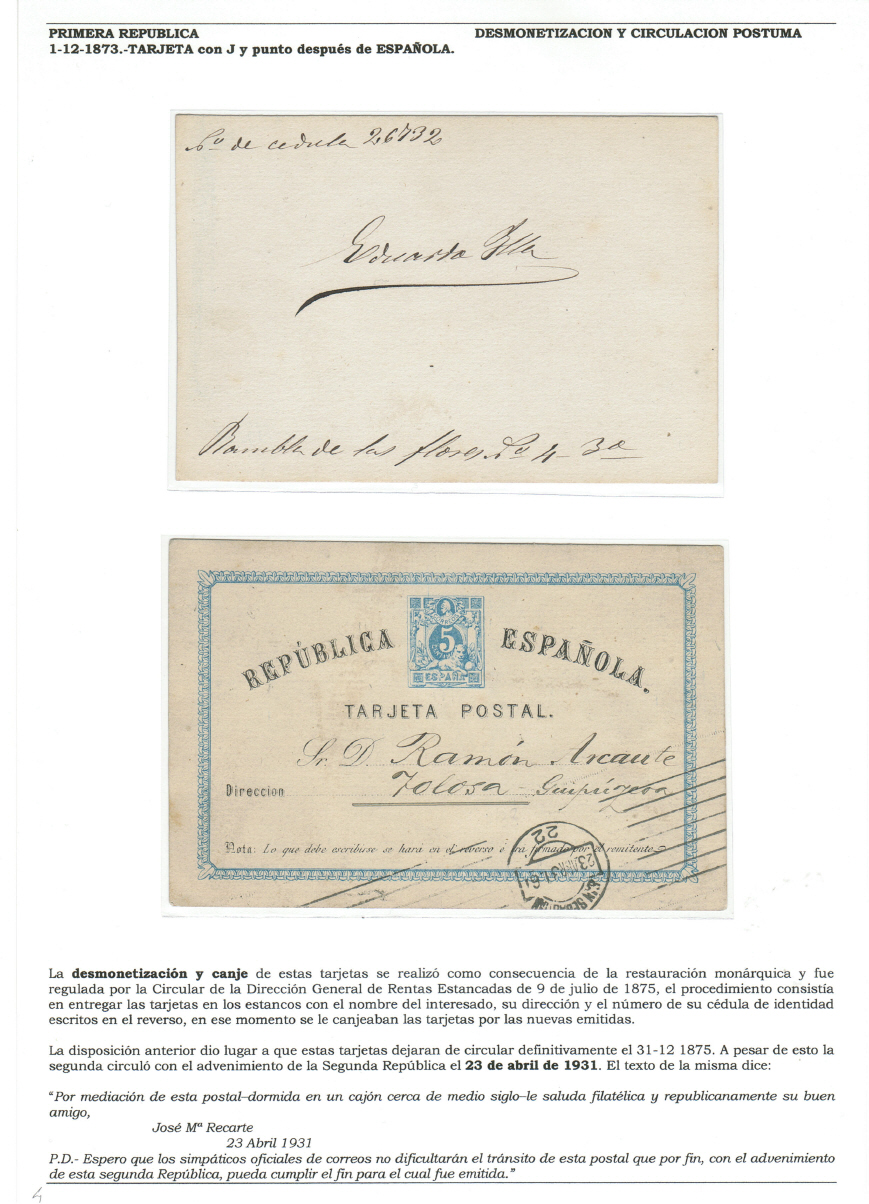 PRIMERA REPUBLICA DESMONETIZACION Y CIRCULACION POSTUMA
1-12-1873.-TARJETA con J y punto después de ESPAÑOLA.
Nº de cedula 26732
Eduardo Illa
Rambla de las flores Nº 4 - 3º
REPÚBLICA ESPAÑOLA.
5
ESPAÑA
TARJETA POSTAL.
Sr. D. Ramón Arcaute
Direccion Tolosa - Guipúzcoa
22
Nota: Lo que debe escribirse se hara en el reverso é ira firmado por el remitente
SAN SEBASTIAN
La desmonetización y canje de estas tarjetas se realizó como consecuencia de la restauración monárquica y fue
regulada por la Circular de la Dirección General de Rentas Estancadas de 9 de julio de 1875, el procedimiento consistía
en entregar las tarjetas en los estancos con el nombre del interesado, su dirección y el número de su cédula de identidad
escritos en el reverso, en ese momento se le canjeaban las tarjetas por las nuevas emitidas.
La disposición anterior dio lugar a que estas tarjetas dejaran de circular definitivamente el 31-12 1875. A pesar de esto la
segunda circuló con el advenimiento de la Segunda República el 23 de abril de 1931. El texto de la misma dice:
“Por mediación de esta postal–dormida en un cajón cerca de medio siglo–le saluda filatélica y republicanamente su buen
amigo,
José Mª Recarte
23 Abril 1931
P.D.- Espero que los simpáticos oficiales de correos no dificultarán el tránsito de esta postal que por fin, con el advenimiento
de esta segunda República, pueda cumplir el fin para el cual fue emitida.”
4